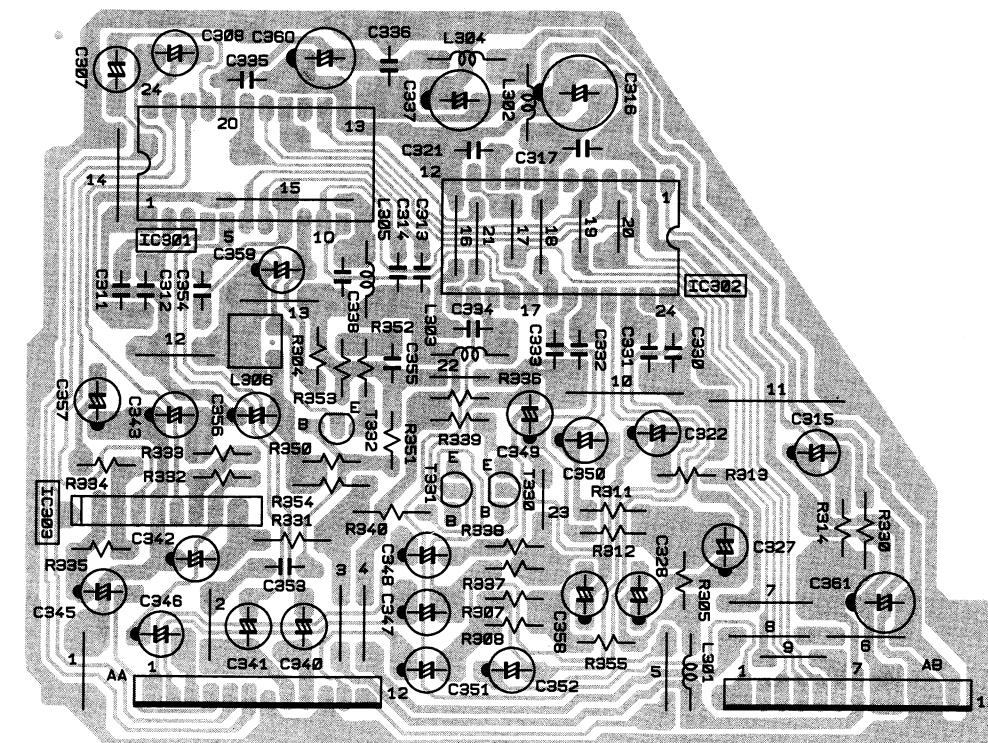 C308 C360 C336 L304
C307 C335
24 C337 L302 C316
20 13
C321 C317
12
14 15
1 1
L305 C314 C313 16 21 17 18 19 20
5 10
IC301
C359
IC302
C311 C312 C354 C338 13 17 24
L303 C334
R352
12 R304 C333 C332 C331 C330
C355
22 R336
L306 10 11
R353
C357 C343 C356 E C315
B T332 R339 C322
R333 R350 R351 C349 C350
R332 E E R313
R334 T331 T330
R354 R311
IC303 R331 B B 23
R340 R338 R314 R330
C342 R312
C348 C328 C327
R335 C353 3 4 R337 C361
C345 C346 2 R307 R305 7
C347 R308 C358 8
9 6
1 C341 C340 R355
AA 1 12 C351 C352 5 L301 1 7 AB
1